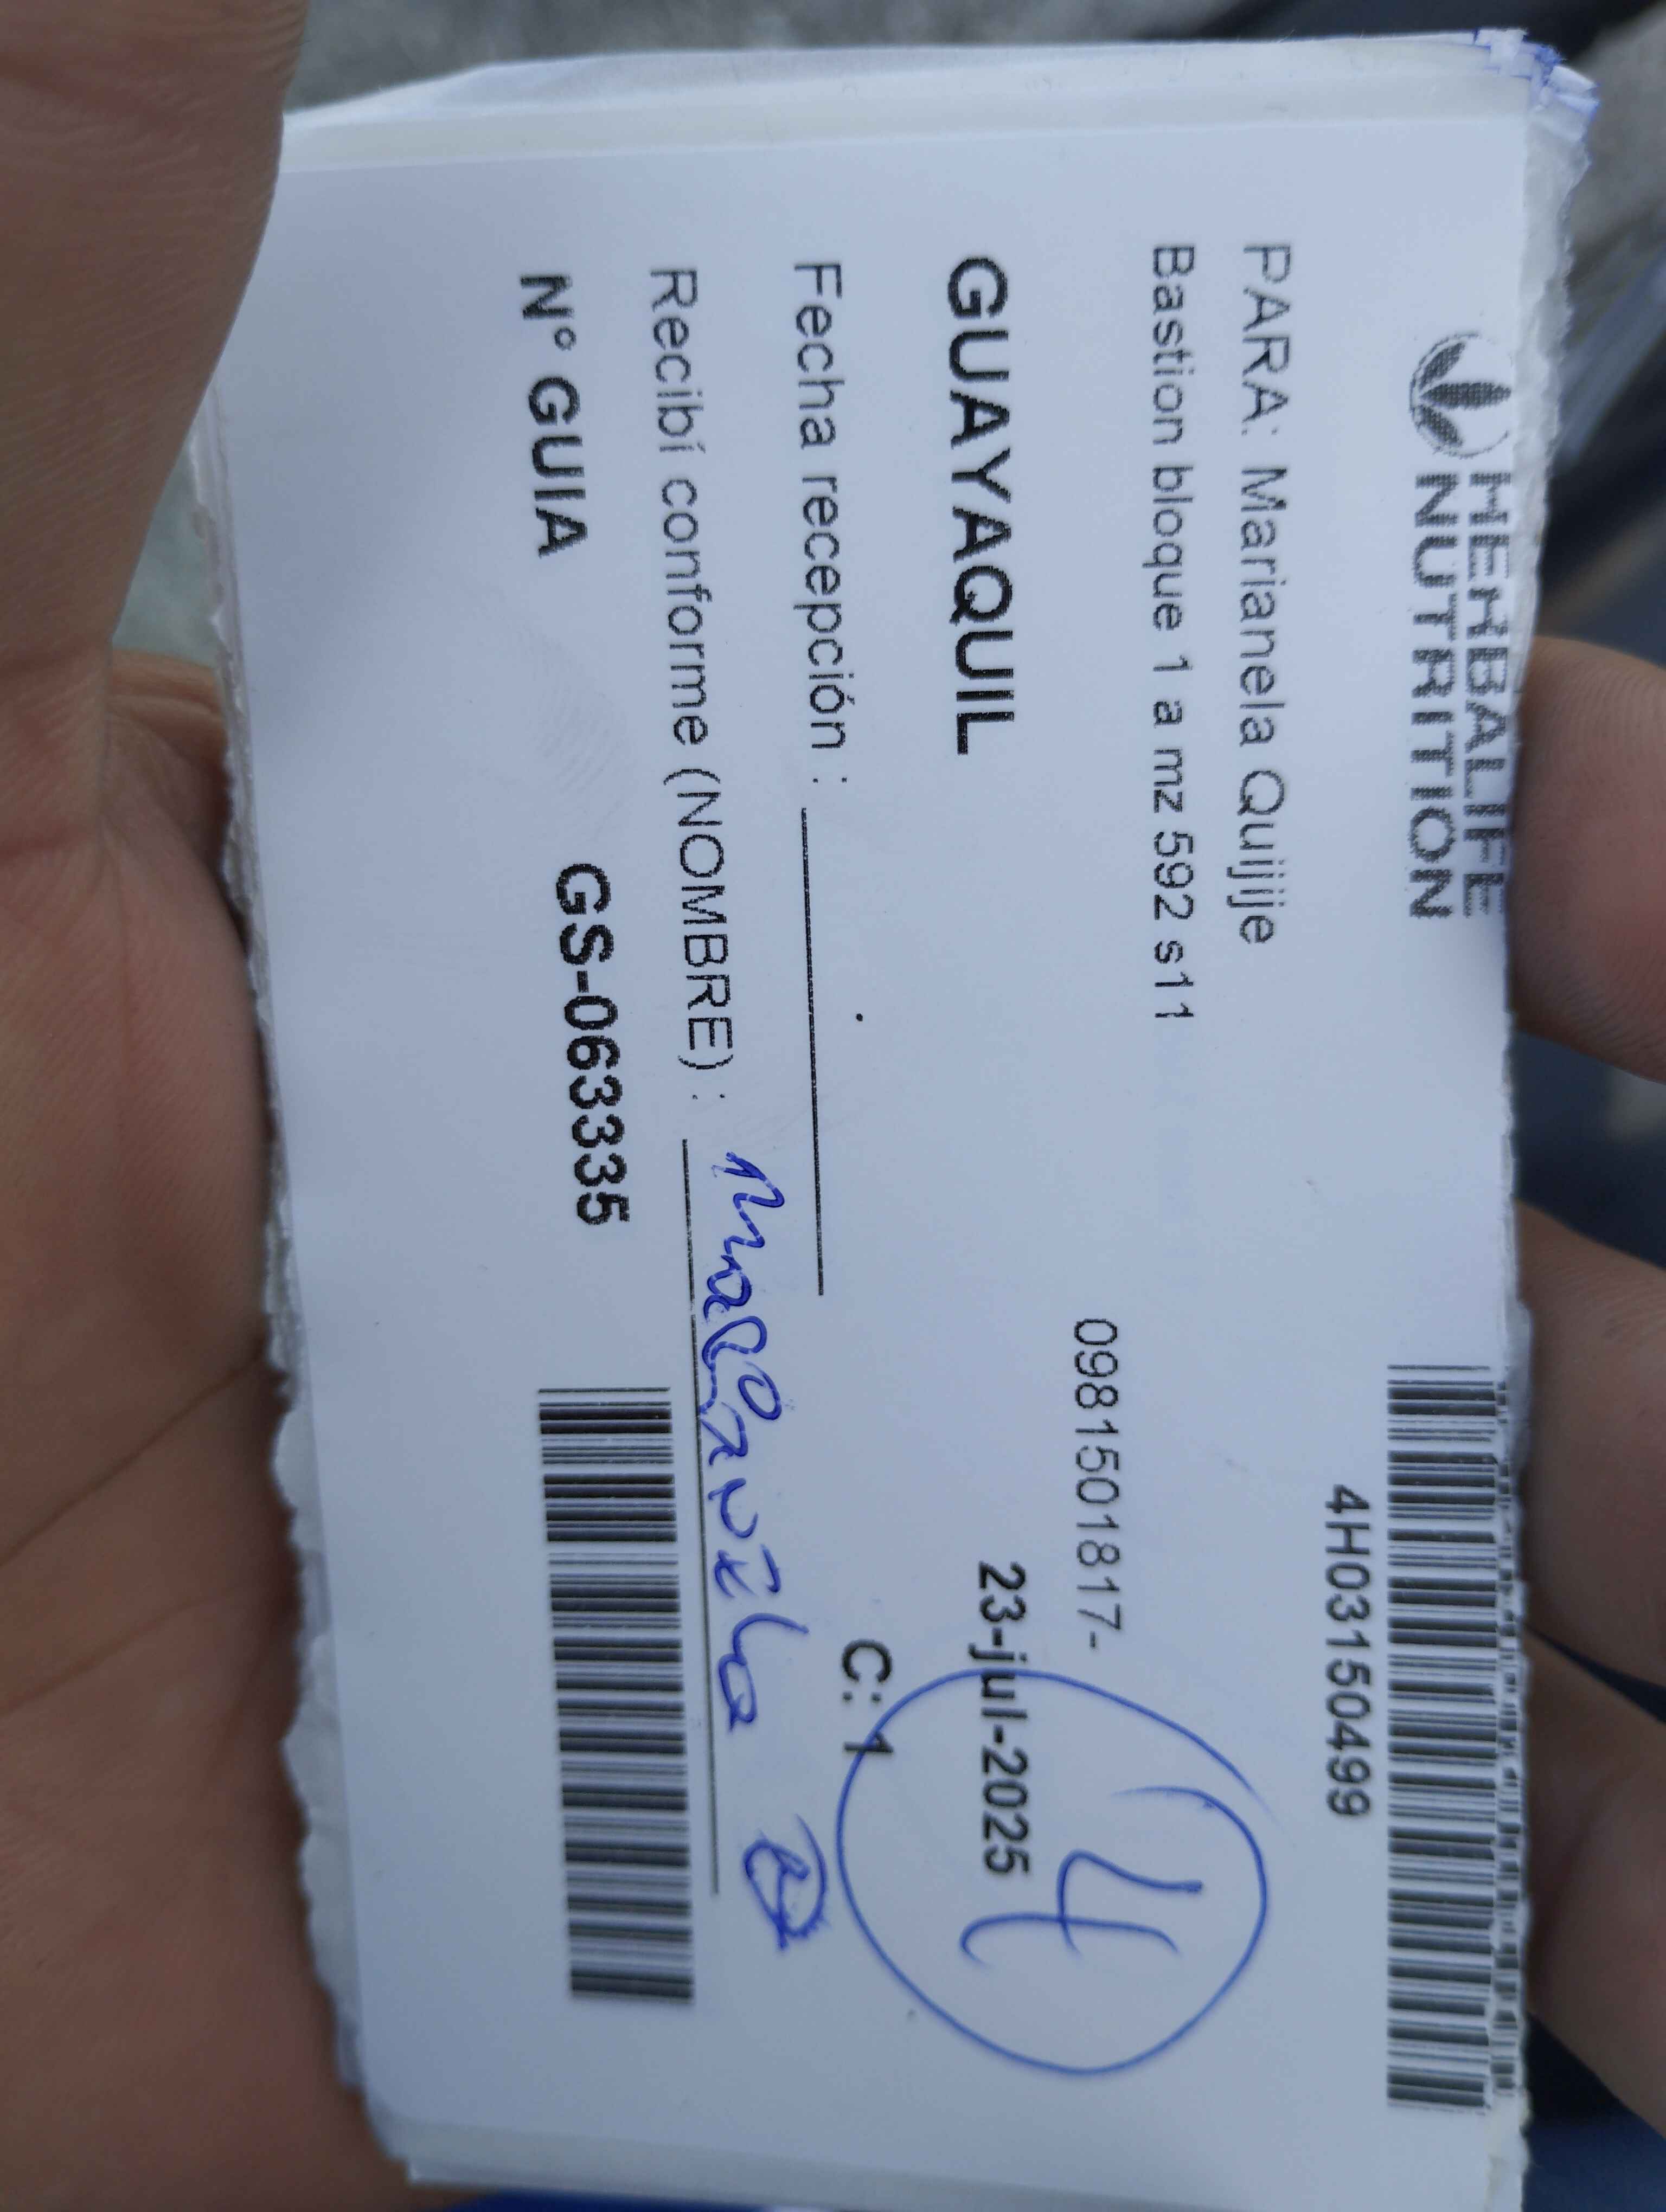 HERBALIFE
NUTRITION
4H03150499
PARA: Marianela Quijije
Bastion bloque 1 a mz 592 s11
0981501817-
GUAYAQUIL
23-jul-2025
4
C: 1
Fecha recepción :
Recibí conforme (NOMBRE) :
N° GUIA GS-063335